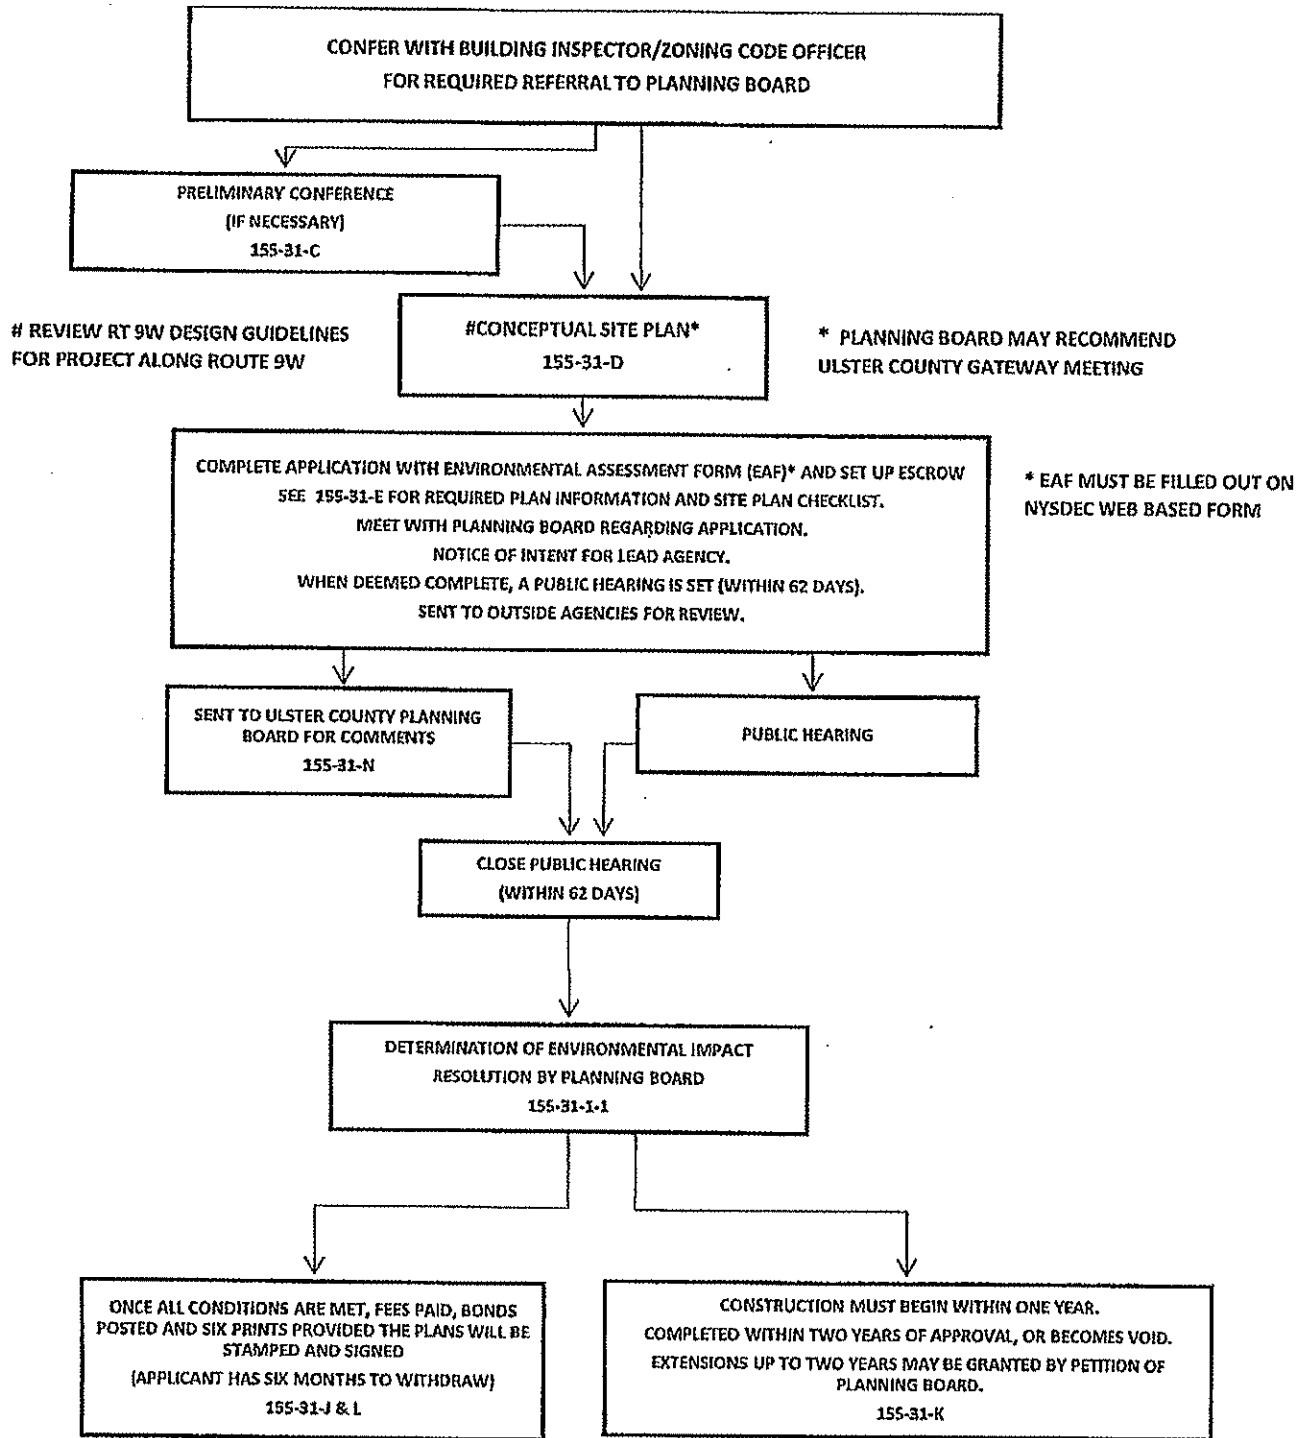 CONFER WITH BUILDING INSPECTOR/ZONING CODE OFFICER
FOR REQUIRED REFERRAL TO PLANNING BOARD
PRELIMINARY CONFERENCE
(IF NECESSARY)
155-31-C
# REVIEW RT 9W DESIGN GUIDELINES
FOR PROJECT ALONG ROUTE 9W
#CONCEPTUAL SITE PLAN*
155-31-D
* PLANNING BOARD MAY RECOMMEND
ULSTER COUNTY GATEWAY MEETING
COMPLETE APPLICATION WITH ENVIRONMENTAL ASSESSMENT FORM (EAF)* AND SET UP ESCROW
SEE 155-31-E FOR REQUIRED PLAN INFORMATION AND SITE PLAN CHECKLIST.
MEET WITH PLANNING BOARD REGARDING APPLICATION.
NOTICE OF INTENT FOR LEAD AGENCY.
WHEN DEEMED COMPLETE, A PUBLIC HEARING IS SET (WITHIN 62 DAYS).
SENT TO OUTSIDE AGENCIES FOR REVIEW.
* EAF MUST BE FILLED OUT ON
NYSDEC WEB BASED FORM
SENT TO ULSTER COUNTY PLANNING
BOARD FOR COMMENTS
155-31-N
PUBLIC HEARING
CLOSE PUBLIC HEARING
(WITHIN 62 DAYS)
DETERMINATION OF ENVIRONMENTAL IMPACT
RESOLUTION BY PLANNING BOARD
155-31-I-1
ONCE ALL CONDITIONS ARE MET, FEES PAID, BONDS
POSTED AND SIX PRINTS PROVIDED THE PLANS WILL BE
STAMPED AND SIGNED
(APPLICANT HAS SIX MONTHS TO WITHDRAW)
155-31-J & L
CONSTRUCTION MUST BEGIN WITHIN ONE YEAR.
COMPLETED WITHIN TWO YEARS OF APPROVAL, OR BECOMES VOID.
EXTENSIONS UP TO TWO YEARS MAY BE GRANTED BY PETITION OF
PLANNING BOARD.
155-31-K